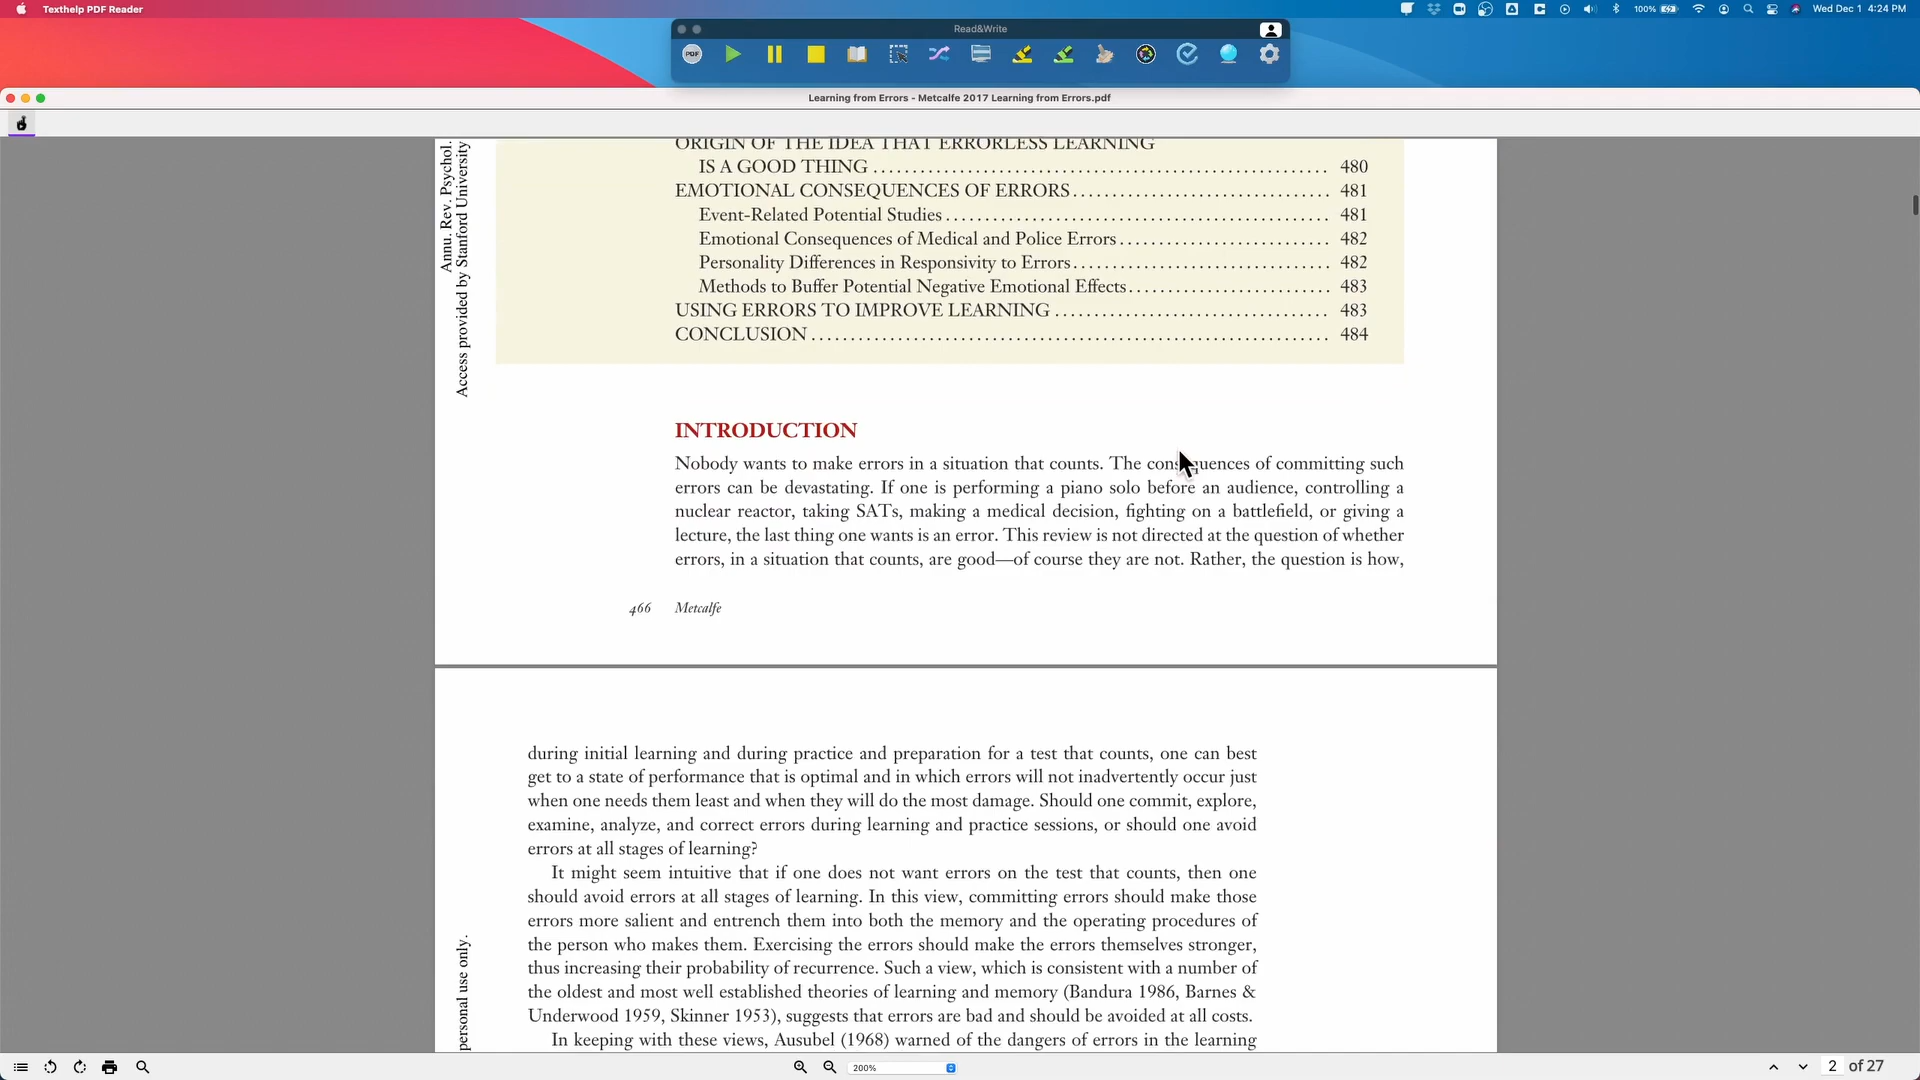 Texthelp PDF Reader
100%
Wed Dec 1 4:24 PM
Read&Write
PDF
Learning from Errors - Metcalfe 2017 Learning from Errors.pdf
Annu. Rev. Psychol.
Access provided by Stanford University
ORIGIN OF THE IDEA THAT ERRORLESS LEARNING
IS A GOOD THING ........ 480
EMOTIONAL CONSEQUENCES OF ERRORS ........ 481
Event-Related Potential Studies ........ 481
Emotional Consequences of Medical and Police Errors ........ 482
Personality Differences in Responsivity to Errors ........ 482
Methods to Buffer Potential Negative Emotional Effects ........ 483
USING ERRORS TO IMPROVE LEARNING ........ 483
CONCLUSION ........ 484
INTRODUCTION
Nobody wants to make errors in a situation that counts. The consequences of committing such
errors can be devastating. If one is performing a piano solo before an audience, controlling a
nuclear reactor, taking SATs, making a medical decision, fighting on a battlefield, or giving a
lecture, the last thing one wants is an error. This review is not directed at the question of whether
errors, in a situation that counts, are good—of course they are not. Rather, the question is how,
466 Metcalfe
during initial learning and during practice and preparation for a test that counts, one can best
get to a state of performance that is optimal and in which errors will not inadvertently occur just
when one needs them least and when they will do the most damage. Should one commit, explore,
examine, analyze, and correct errors during learning and practice sessions, or should one avoid
errors at all stages of learning?
It might seem intuitive that if one does not want errors on the test that counts, then one
should avoid errors at all stages of learning. In this view, committing errors should make those
errors more salient and entrench them into both the memory and the operating procedures of
the person who makes them. Exercising the errors should make the errors themselves stronger,
thus increasing their probability of recurrence. Such a view, which is consistent with a number of
the oldest and most well established theories of learning and memory (Bandura 1986, Barnes &
Underwood 1959, Skinner 1953), suggests that errors are bad and should be avoided at all costs.
In keeping with these views, Ausubel (1968) warned of the dangers of errors in the learning
personal use only.
200%
2 of 27